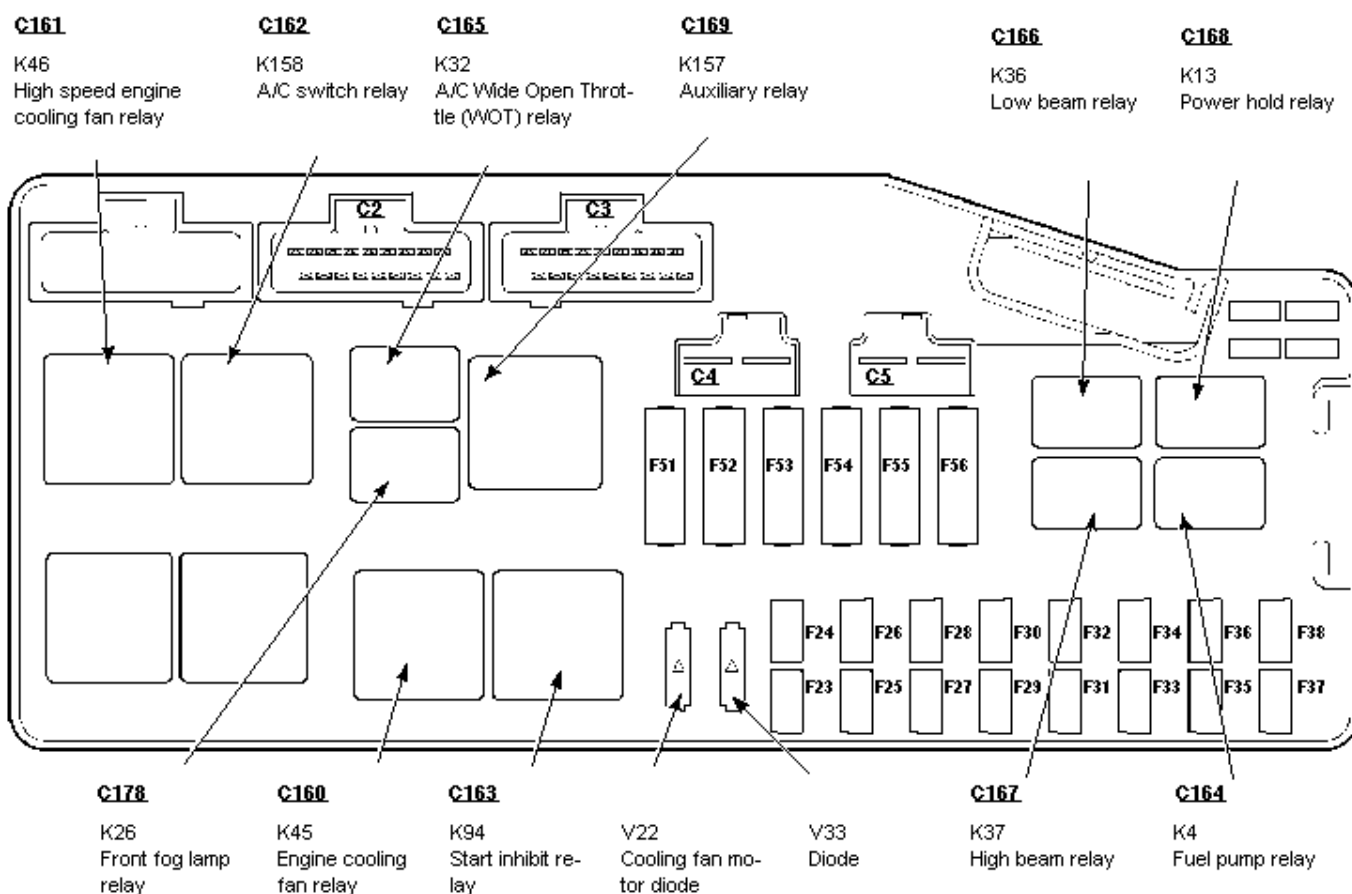 C161
K46
High speed engine
cooling fan relay
C162
K158
A/C switch relay
C165
K32
A/C Wide Open Thrott-
tle (WOT) relay
C169
K157
Auxiliary relay
C166
K36
Low beam relay
C168
K13
Power hold relay
C2
C3
C4
C5
F51
F52
F53
F54
F55
F56
F24
F26
F28
F30
F32
F34
F36
F38
F23
F25
F27
F29
F31
F33
F35
F37
C178
K26
Front fog lamp
relay
C160
K45
Engine cooling
fan relay
C163
K94
Start inhibit re-
lay
V22
Cooling fan mo-
tor diode
V33
Diode
C167
K37
High beam relay
C164
K4
Fuel pump relay